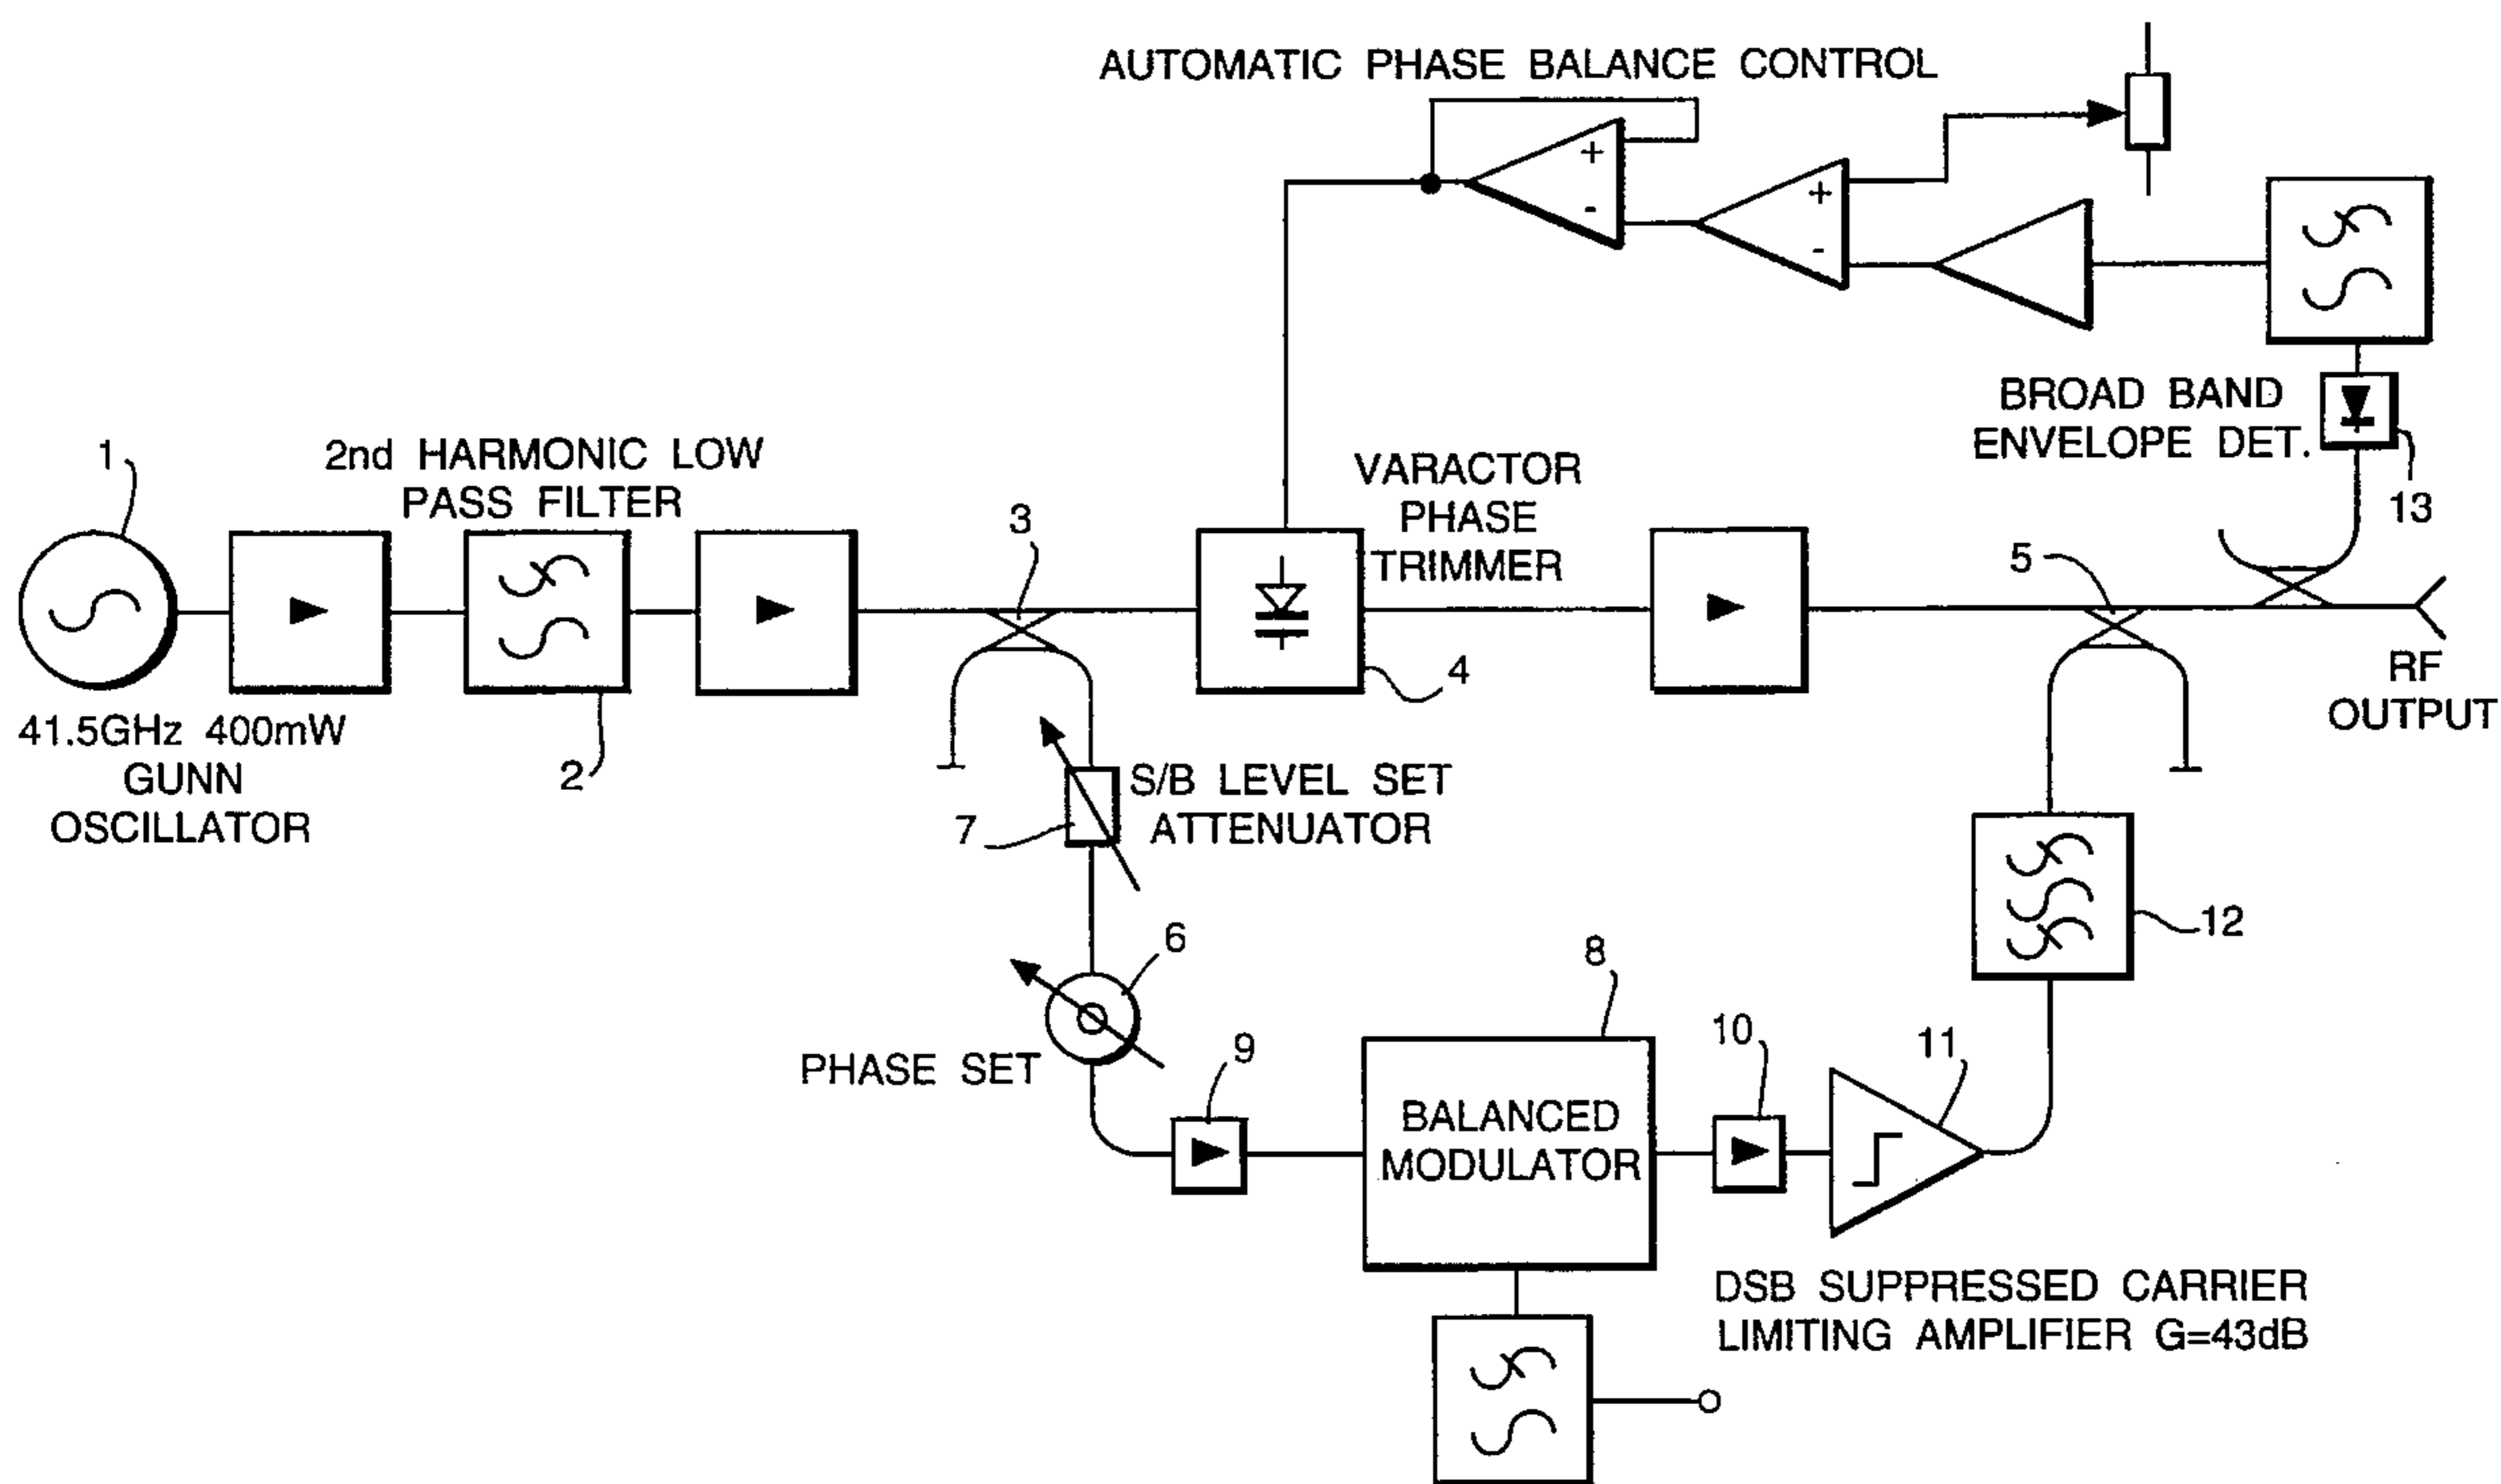 AUTOMATIC PHASE BALANCE CONTROL
+
-
+
-
BROAD BAND
ENVELOPE DET.
13
1
2nd HARMONIC LOW
PASS FILTER
3
VARACTOR
PHASE
TRIMMER
5
4
RF
OUTPUT
41.5GHz 400mW
GUNN
OSCILLATOR
2
S/B LEVEL SET
ATTENUATOR
7
12
6
8
PHASE SET
9
10
11
BALANCED
MODULATOR
DSB SUPPRESSED CARRIER
LIMITING AMPLIFIER G=43dB